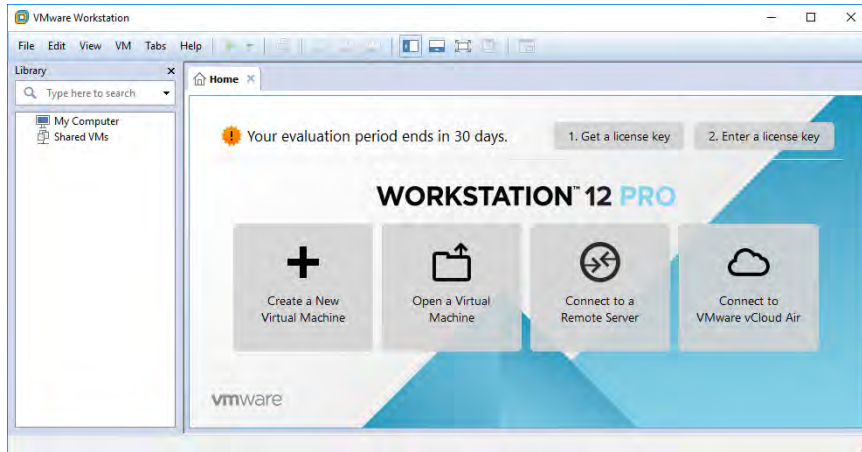 VMware Workstation
File Edit View VM Tabs Help
Library
Type here to search
My Computer
Shared VMs
Home
Your evaluation period ends in 30 days.
1. Get a license key
2. Enter a license key
WORKSTATION™ 12 PRO
Create a New
Virtual Machine
Open a Virtual
Machine
Connect to a
Remote Server
Connect to
VMware vCloud Air
vmware